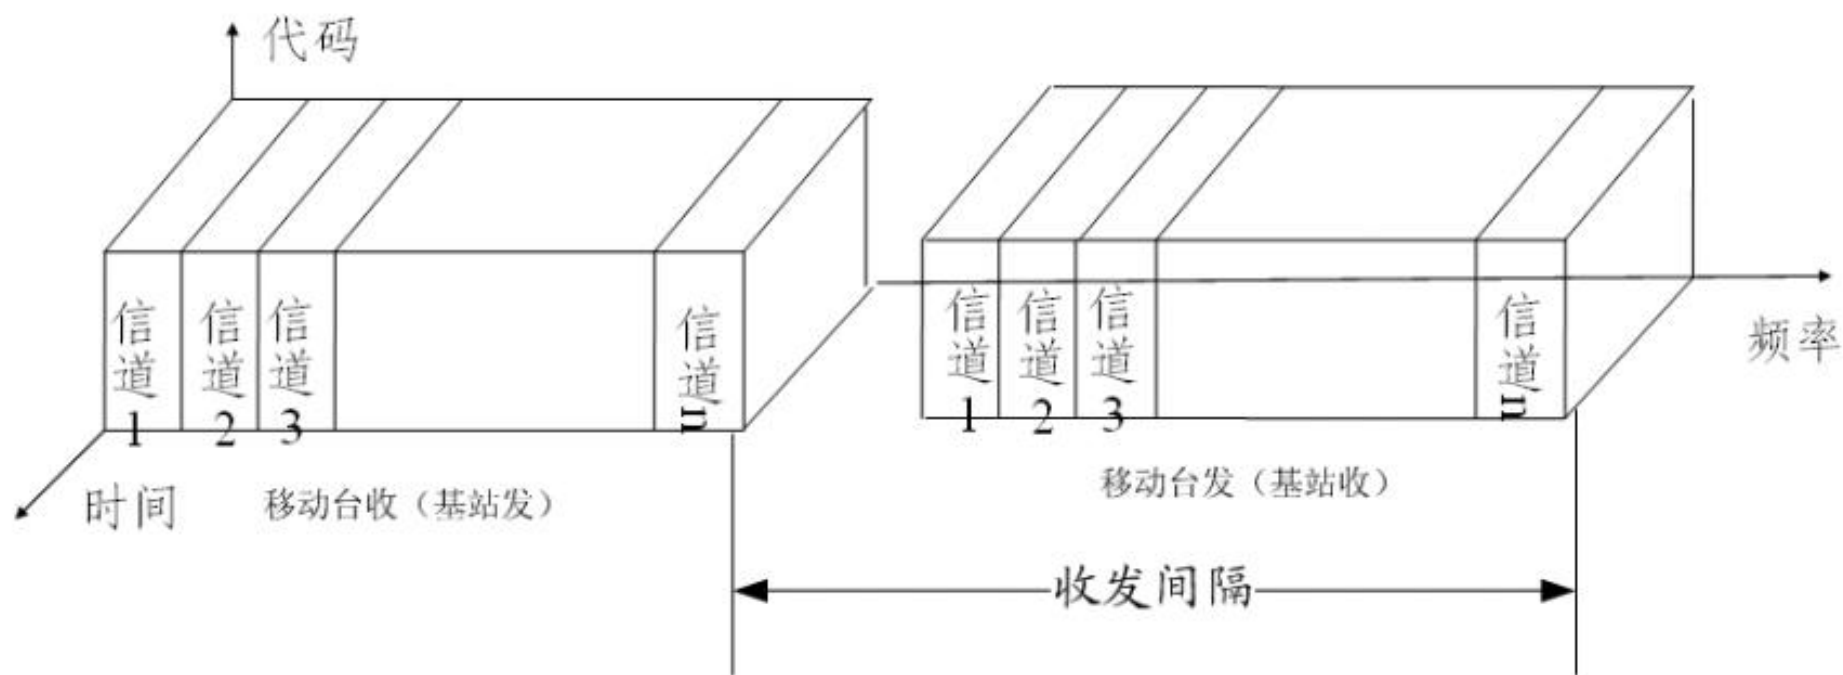 代码
信道1
信道2
信道3
信道n
信道1
信道2
信道3
信道n
频率
时间
移动台收（基站发）
移动台发（基站收）
收发间隔